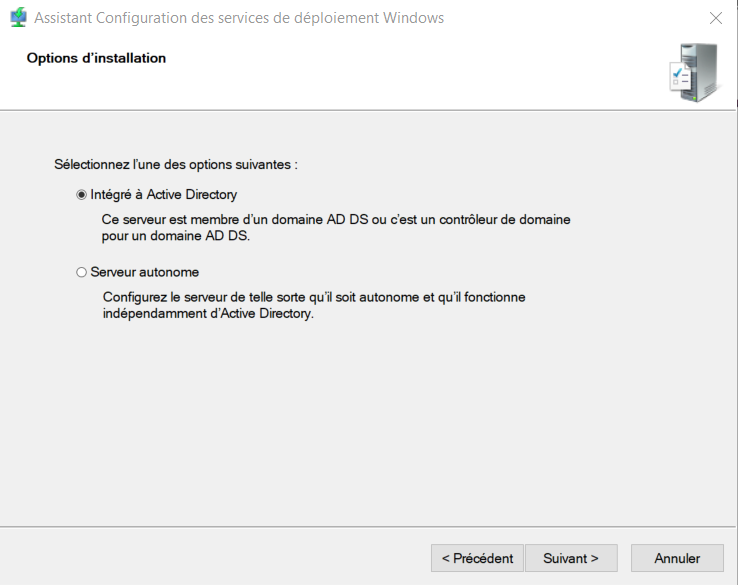 Assistant Configuration des services de déploiement Windows
Options d’installation
Sélectionnez l’une des options suivantes :
Intégré à Active Directory
Ce serveur est membre d’un domaine AD DS ou c’est un contrôleur de domaine
pour un domaine AD DS.
Serveur autonome
Configurez le serveur de telle sorte qu’il soit autonome et qu’il fonctionne
indépendamment d’Active Directory.
< Précédent Suivant > Annuler